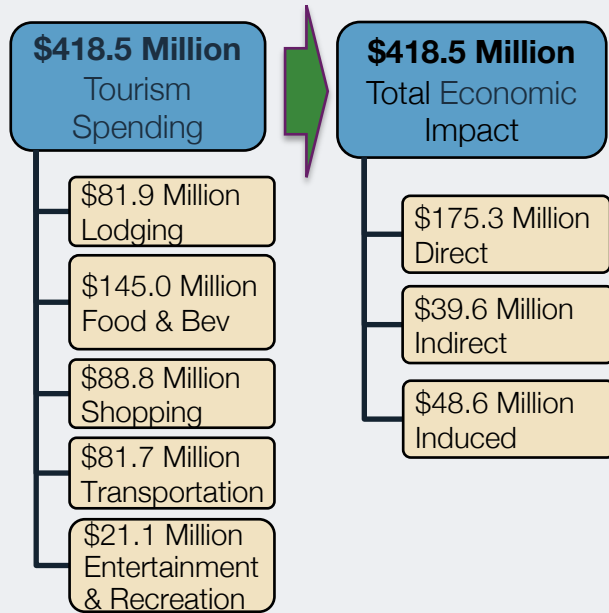 $418.5 Million
Tourism
Spending
$81.9 Million
Lodging
$145.0 Million
Food & Bev
$88.8 Million
Shopping
$81.7 Million
Transportation
$21.1 Million
Entertainment
& Recreation
$418.5 Million
Total Economic
Impact
$175.3 Million
Direct
$39.6 Million
Indirect
$48.6 Million
Induced